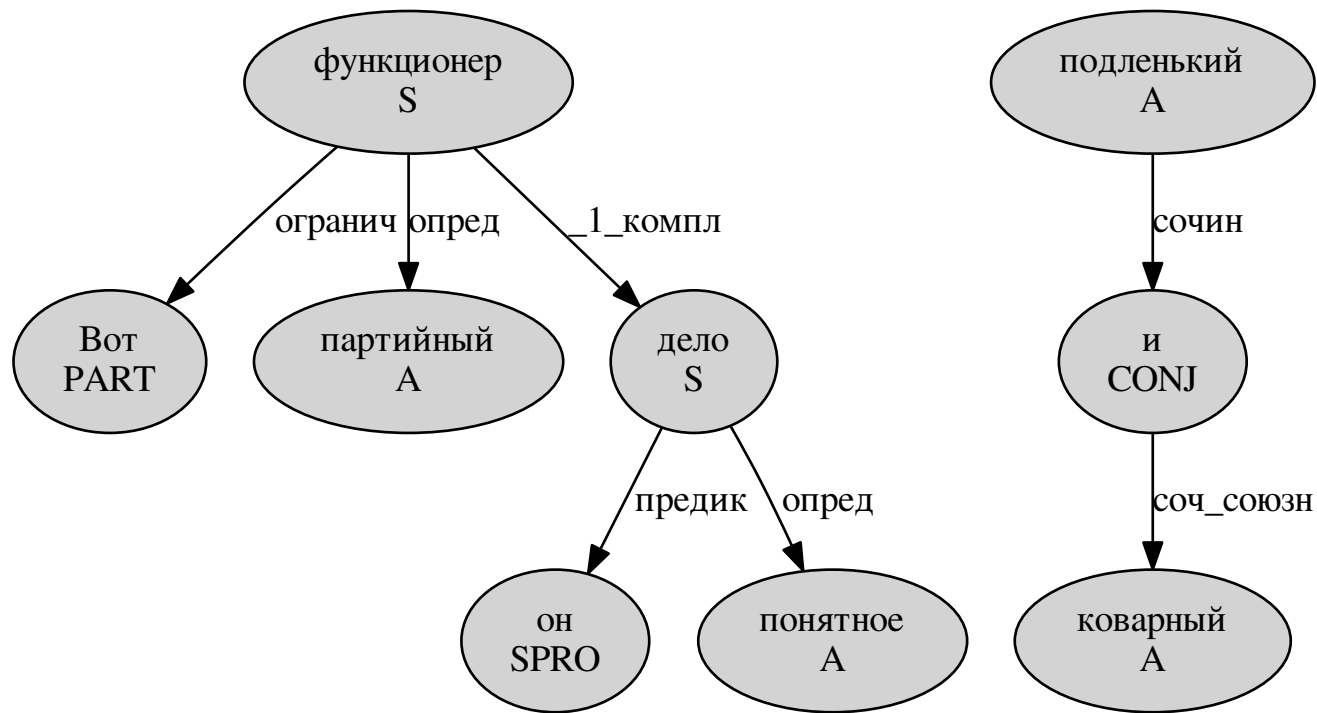 функционер
S
подленький
A
огранич
опред
_1_компл
сочин
Вот
PART
партийный
A
дело
S
и
CONJ
предик
опред
соч_союзн
он
SPRO
понятное
A
коварный
A